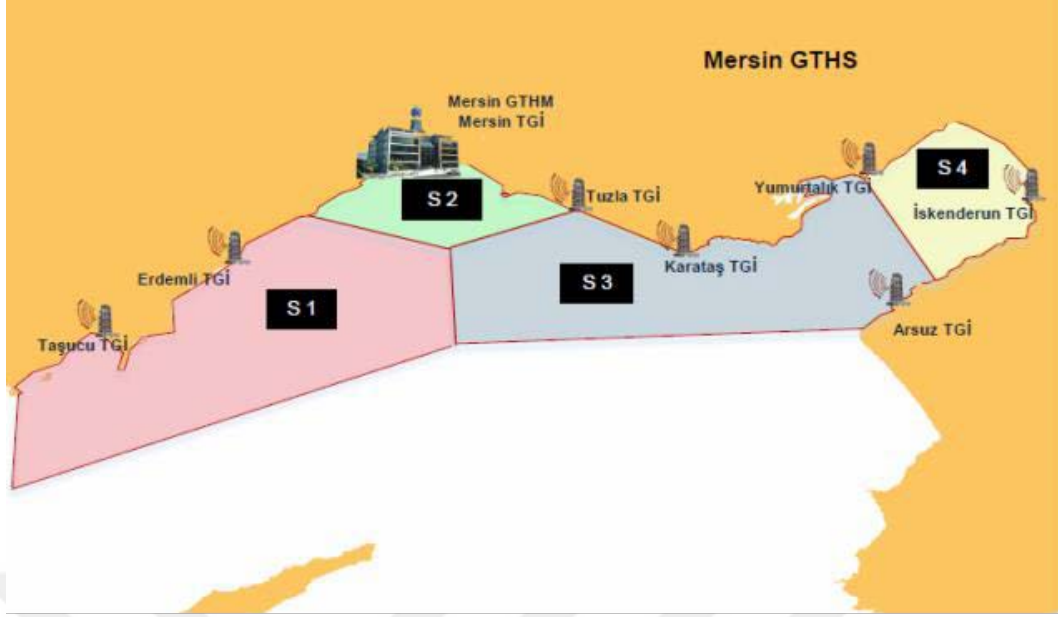 Mersin GTHS
Mersin GTHM
Mersin TGİ
S 4
S 2
Yumurtalık TGİ
Tuzla TGİ
İskenderun TGİ
Karataş TGİ
Erdemli TGİ
S 3
S 1
Arsuz TGİ
Taşucu TGİ